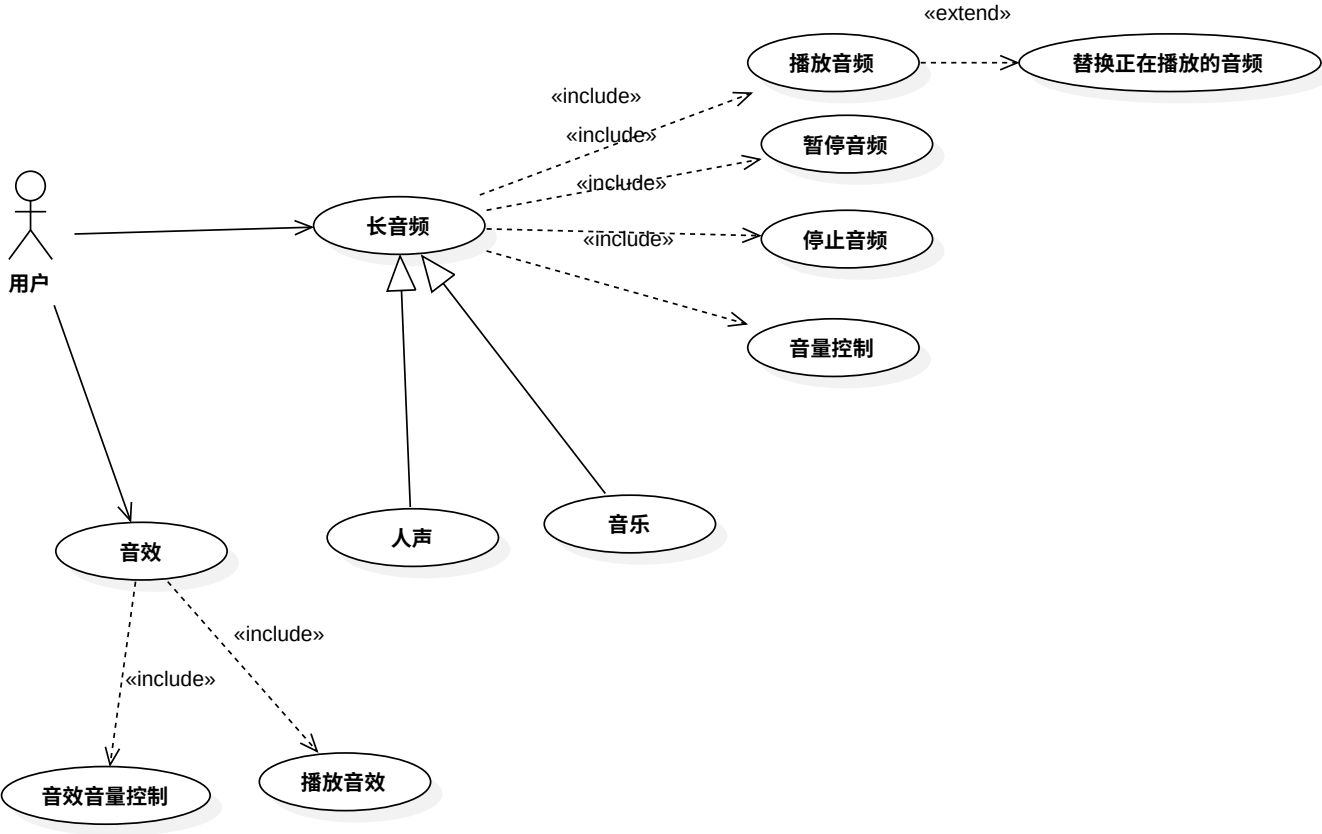 «extend»
播放音频
替换正在播放的音频
«include»
«include»
暂停音频
«include»
长音频
«include»
停止音频
用户
音量控制
人声
音乐
音效
«include»
«include»
音效音量控制
播放音效